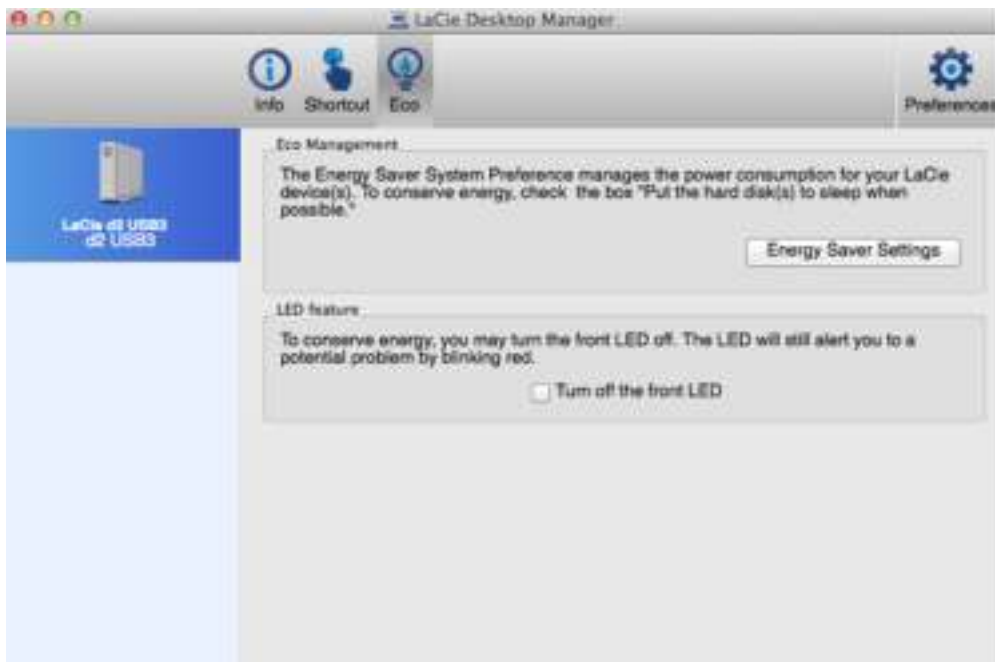 LaCie Desktop Manager
Info
Shortcut
Eco
Preferences
LaCie d2 USB3
d2 USB3
Eco Management
The Energy Saver System Preference manages the power consumption for your LaCie
device(s). To conserve energy, check the box "Put the hard disk(s) to sleep when
possible."
Energy Saver Settings
LED feature
To conserve energy, you may turn the front LED off. The LED will still alert you to a
potential problem by blinking red.
Turn off the front LED